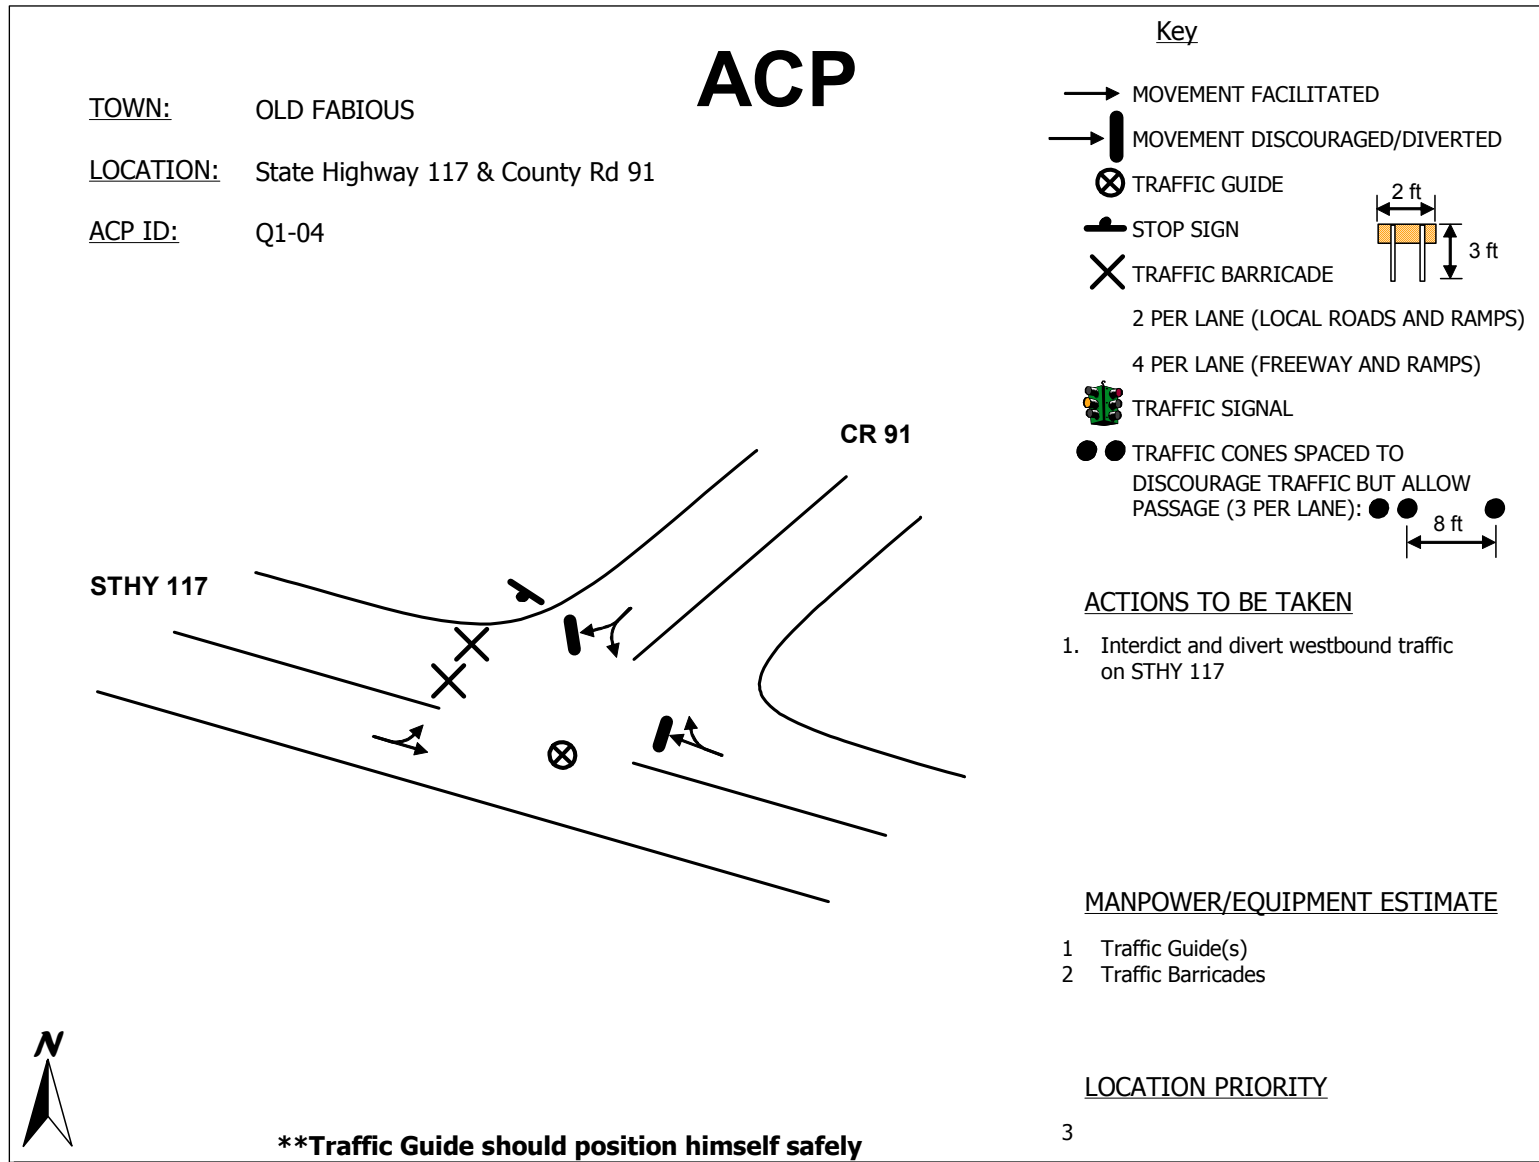 ACP
TOWN: OLD FABIOUS
LOCATION: State Highway 117 & County Rd 91
ACP ID: Q1-04
Key
MOVEMENT FACILITATED
MOVEMENT DISCOURAGED/DIVERTED
TRAFFIC GUIDE
STOP SIGN
TRAFFIC BARRICADE
2 ft
3 ft
2 PER LANE (LOCAL ROADS AND RAMPS)
4 PER LANE (FREEWAY AND RAMPS)
TRAFFIC SIGNAL
TRAFFIC CONES SPACED TO
DISCOURAGE TRAFFIC BUT ALLOW
PASSAGE (3 PER LANE):
8 ft
CR 91
STHY 117
ACTIONS TO BE TAKEN
1. Interdict and divert westbound traffic
on STHY 117
MANPOWER/EQUIPMENT ESTIMATE
1 Traffic Guide(s)
2 Traffic Barricades
LOCATION PRIORITY
3
N
**Traffic Guide should position himself safely